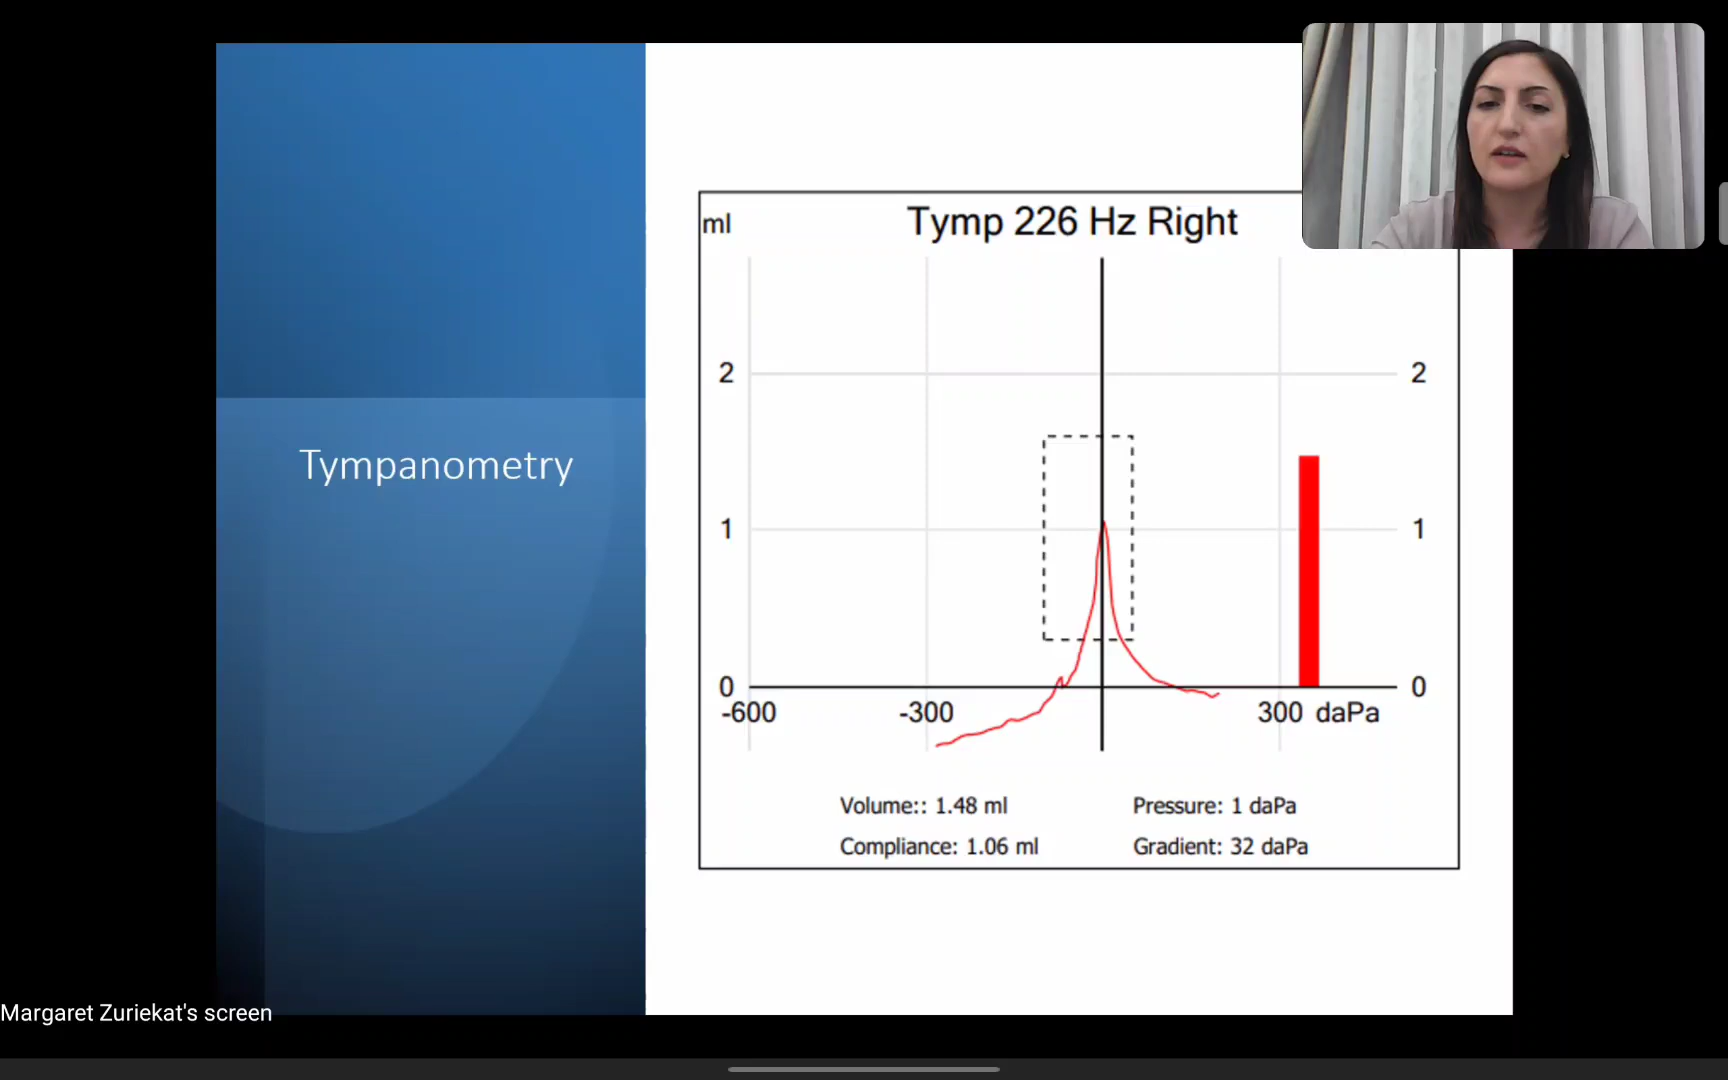 Tympanometry
ml
Tymp 226 Hz Right
2
2
1
1
0
0
-600
-300
300 daPa
Volume:: 1.48 ml
Pressure: 1 daPa
Compliance: 1.06 ml
Gradient: 32 daPa
Margaret Zuriekat's screen